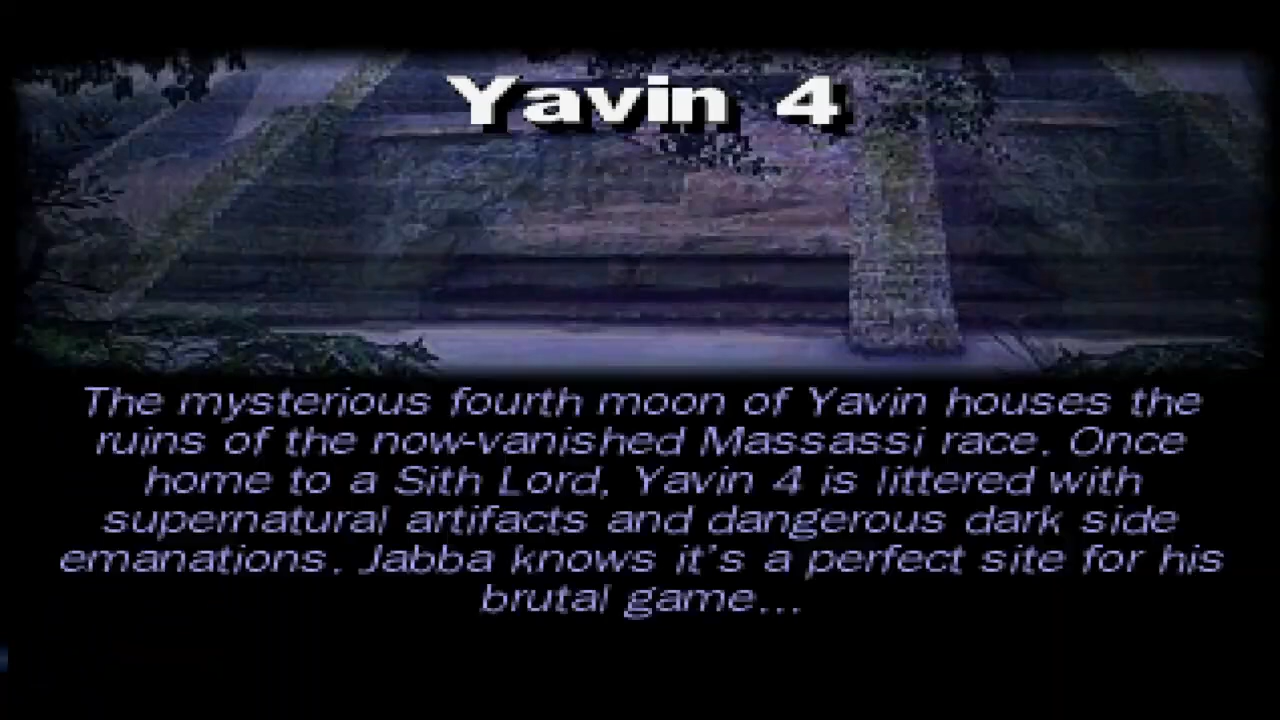 Yavin 4
The mysterious fourth moon of Yavin houses the
ruins of the now-vanished Massassi race. Once
home to a Sith Lord, Yavin 4 is littered with
supernatural artifacts and dangerous dark side
emanations. Jabba knows it's a perfect site for his
brutal game...